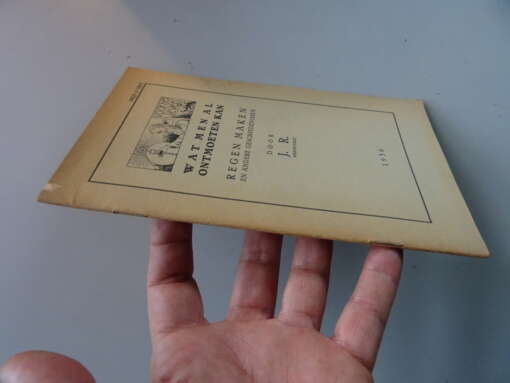 WAT MEN AL
ONTMOETEN KAN
REGEN MAKEN
EN ANDERE GESCHIEDENISSEN
DOOR
J. R.
1936